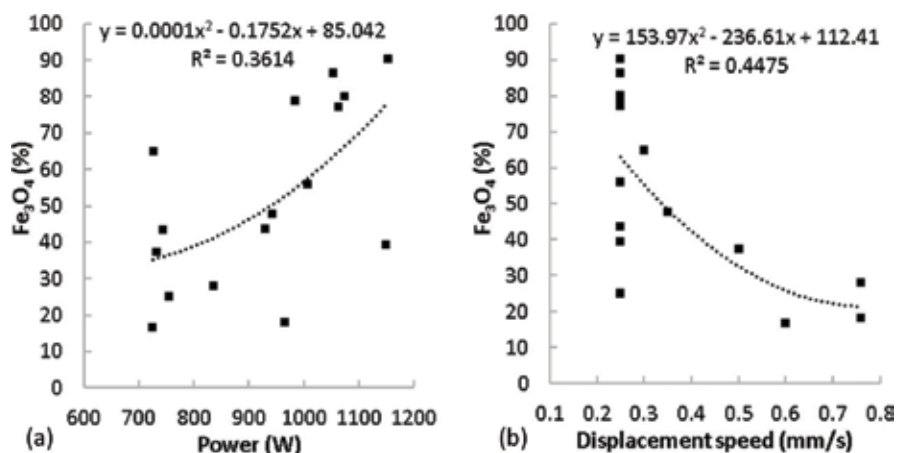 y = 0.0001x² - 0.1752x + 85.042
R² = 0.3614
100
90
80
70
60
50
40
30
20
10
0
Fe₃O₄ (%)
600 700 800 900 1000 1100 1200
(a) Power (W)
y = 153.97x² - 236.61x + 112.41
R² = 0.4475
100
90
80
70
60
50
40
30
20
10
0
Fe₃O₄ (%)
0.1 0.2 0.3 0.4 0.5 0.6 0.7 0.8
(b) Displacement speed (mm/s)